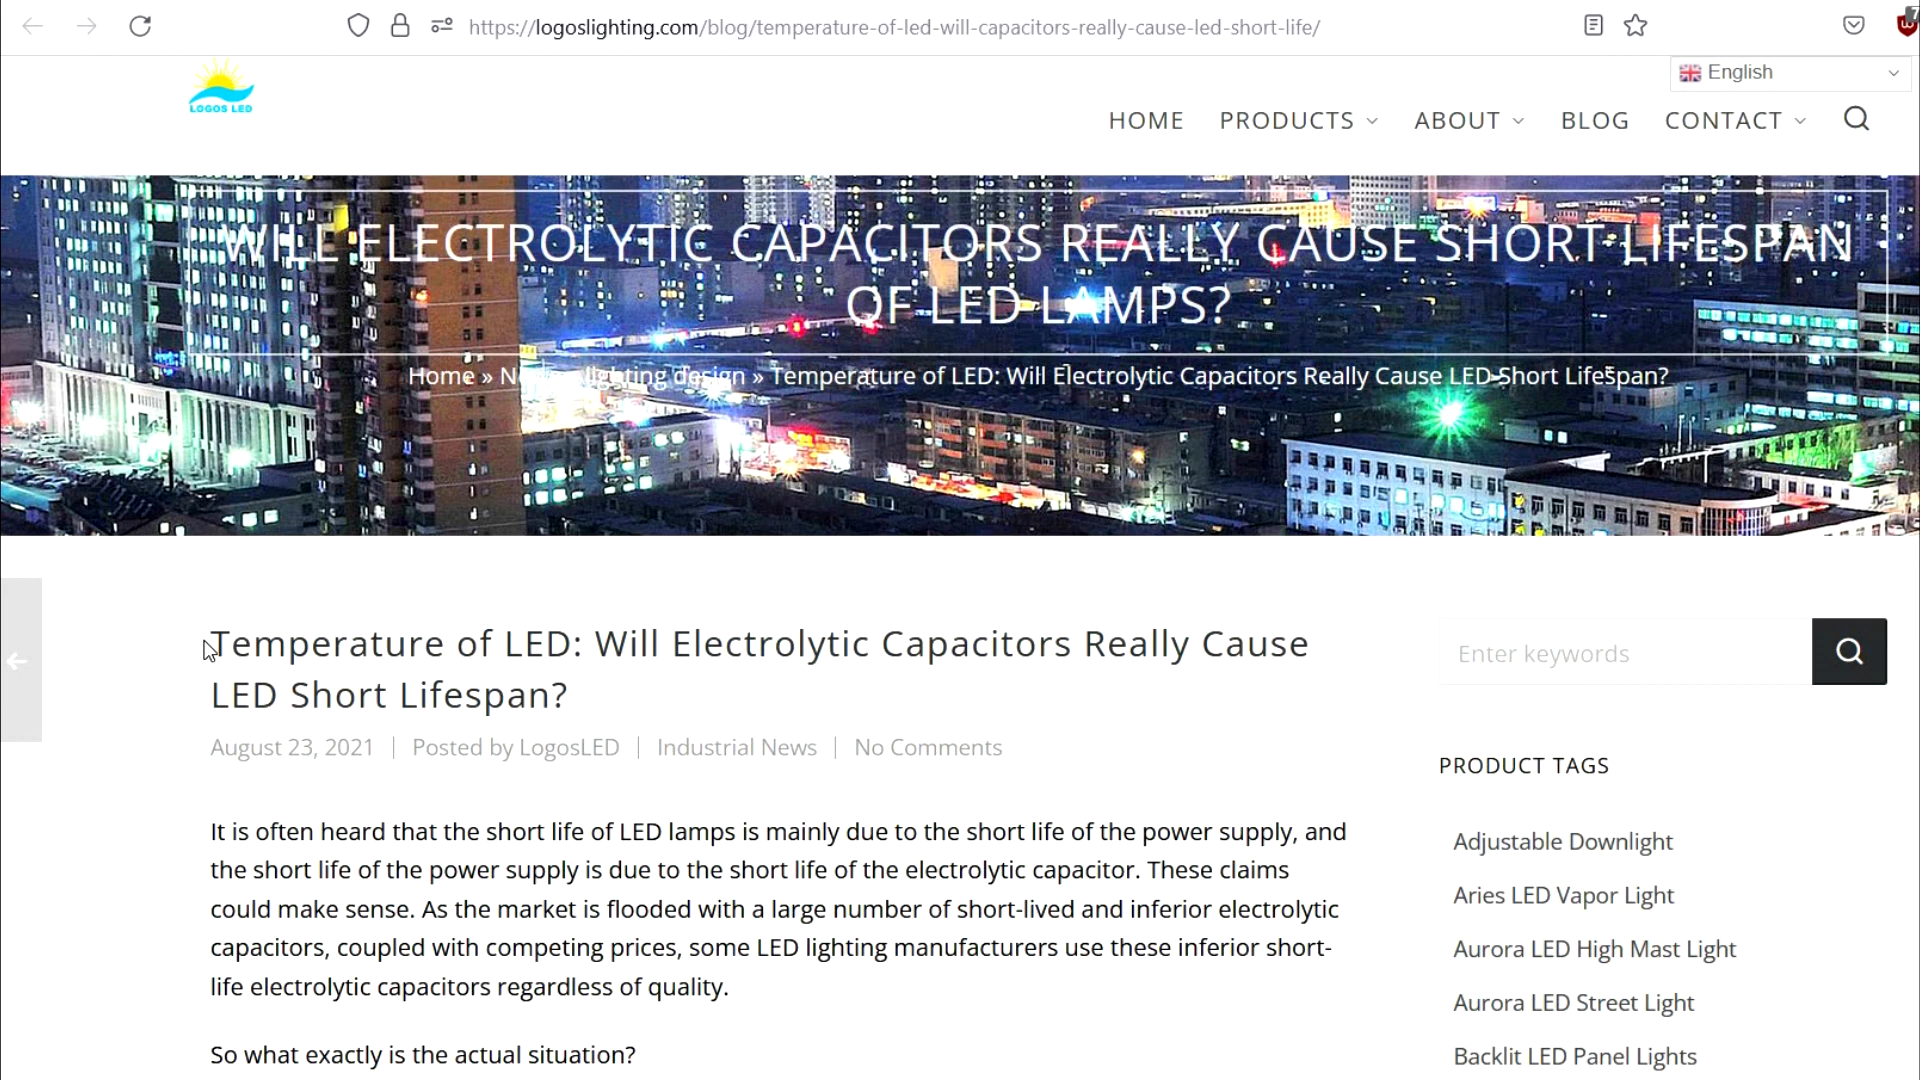 https://logoslighting.com/blog/temperature-of-led-will-capacitors-really-cause-led-short-life/
7
English
LOGOS LED
HOME PRODUCTS ABOUT BLOG CONTACT
WILL ELECTROLYTIC CAPACITORS REALLY CAUSE SHORT LIFESPAN
OF LED LAMPS?
Home » lighting design » Temperature of LED: Will Electrolytic Capacitors Really Cause LED Short Lifespan?
Temperature of LED: Will Electrolytic Capacitors Really Cause
LED Short Lifespan?
August 23, 2021 | Posted by LogosLED | Industrial News | No Comments
It is often heard that the short life of LED lamps is mainly due to the short life of the power supply, and
the short life of the power supply is due to the short life of the electrolytic capacitor. These claims
could make sense. As the market is flooded with a large number of short-lived and inferior electrolytic
capacitors, coupled with competing prices, some LED lighting manufacturers use these inferior short-
life electrolytic capacitors regardless of quality.
So what exactly is the actual situation?
Enter keywords
PRODUCT TAGS
Adjustable Downlight
Aries LED Vapor Light
Aurora LED High Mast Light
Aurora LED Street Light
Backlit LED Panel Lights